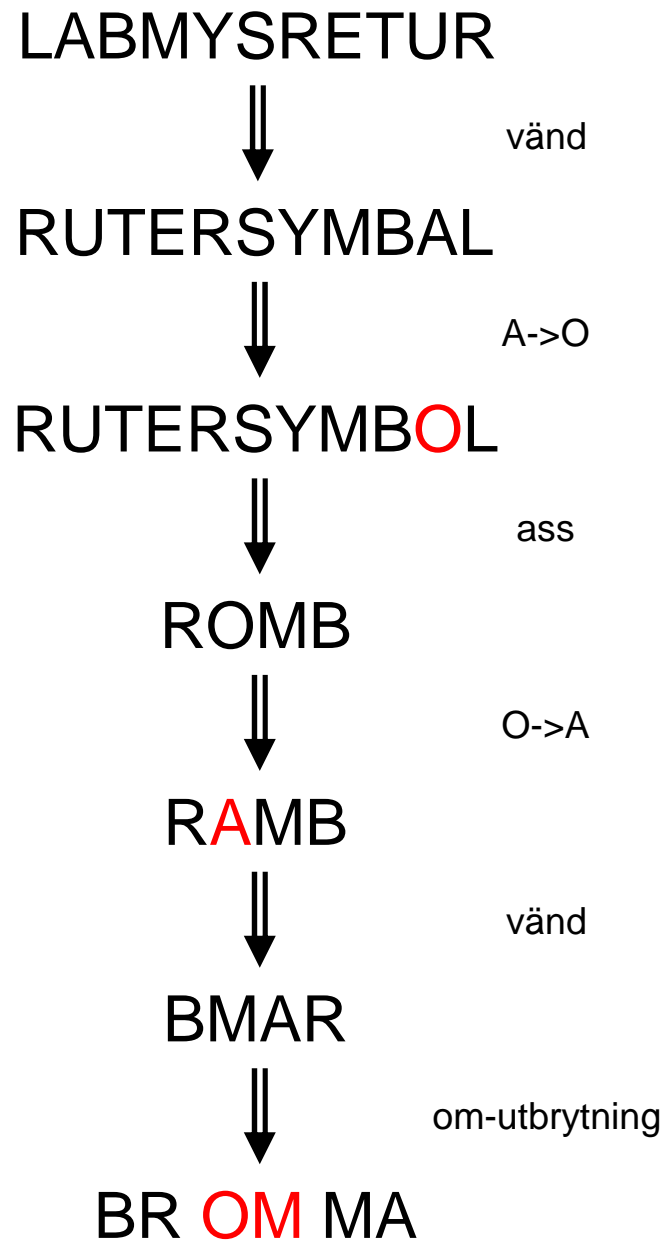 LABMYSRETUR
vänd
RUTERSYMBAL
A->O
RUTERSYMBOL
ass
ROMB
O->A
RAMB
vänd
BMAR
om-utbrytning
BR OM MA